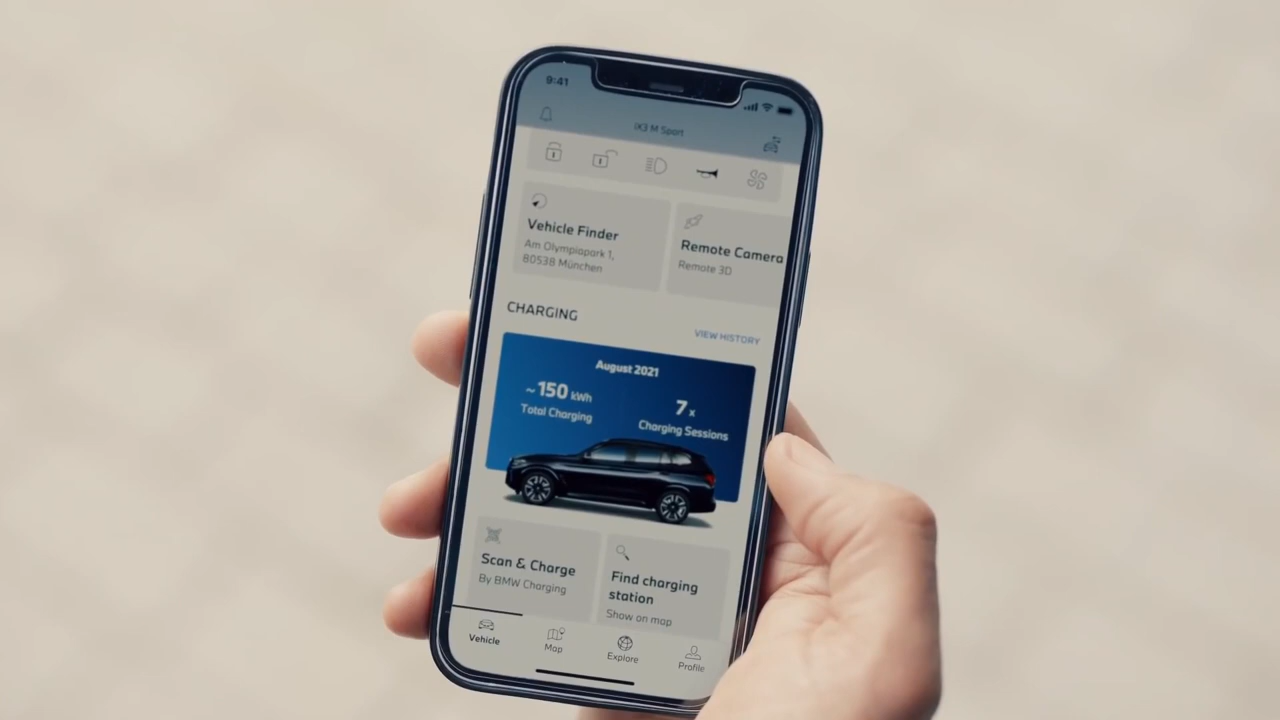 9:41
iX3 M Sport
Vehicle Finder
Am Olympiapark 1,
80538 München
Remote Camera
Remote 3D
CHARGING
VIEW HISTORY
August 2021
~ 150 kWh
Total Charging
7 x
Charging Sessions
Scan & Charge
By BMW Charging
Find charging
station
Show on map
Vehicle
Map
Explore
Profile